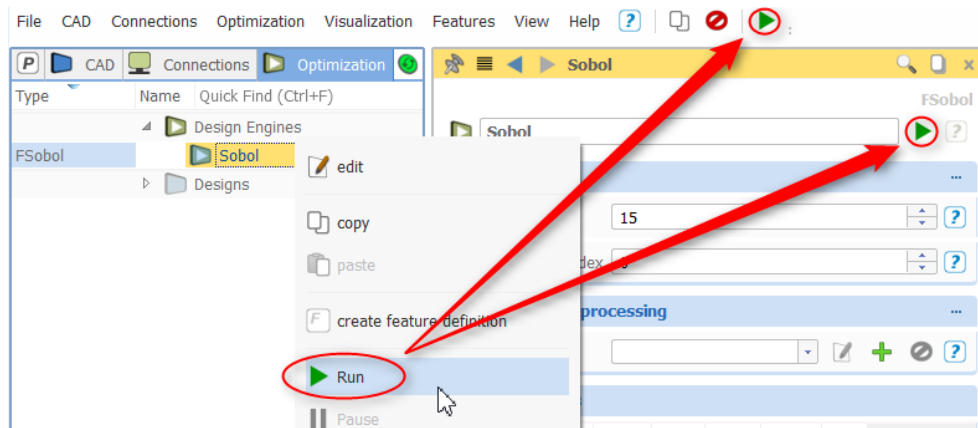 File CAD Connections Optimization Visualization Features View Help ?
P CAD Connections Optimization
Sobol
Type Name Quick Find (Ctrl+F)
FSobol
Design Engines
Sobol
?
FSobol Sobol
edit
Designs
...
copy
15
?
paste
dex
?
create feature definition
processing
...
?
Run
Pause